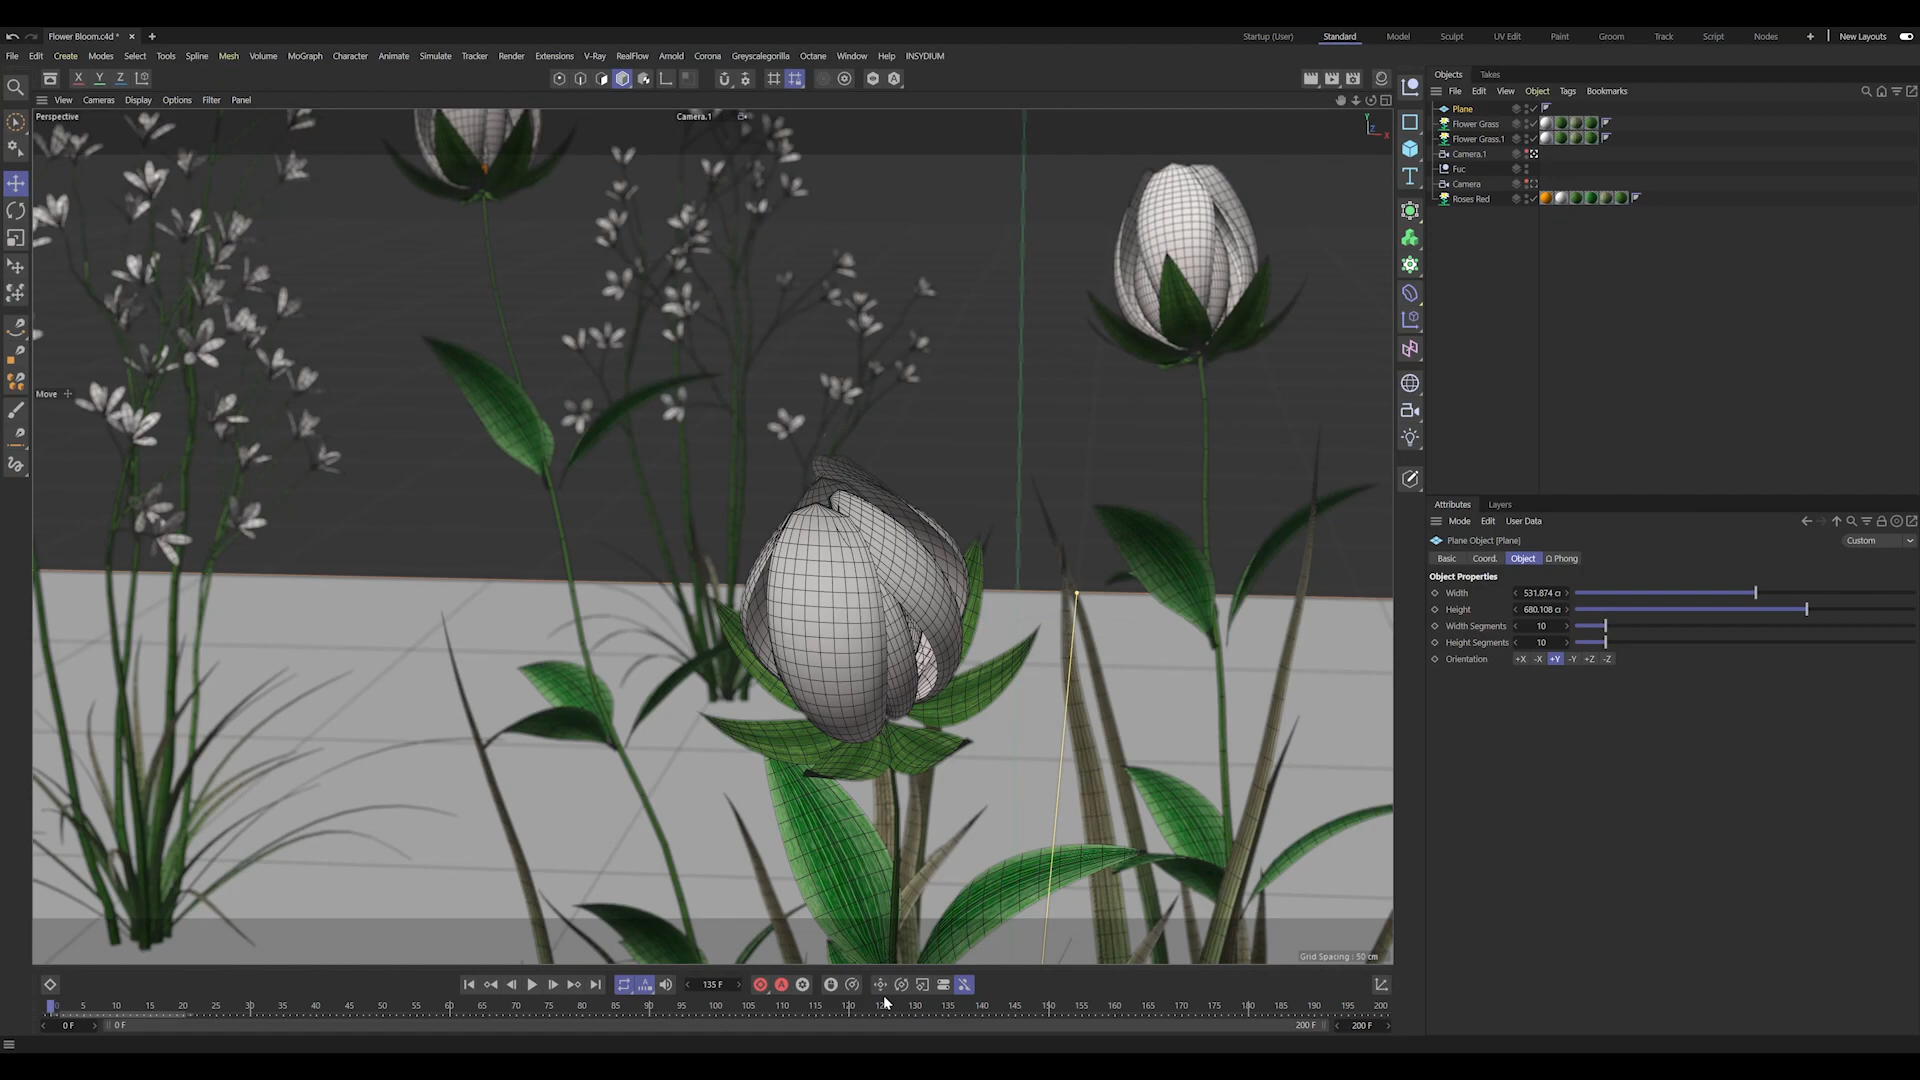 Flower Bloom.c4d *
Startup (User) Standard Model Sculpt UV Edit Paint Groom Track Script Nodes New Layouts
File Edit Create Modes Select Tools Spline Mesh Volume MoGraph Character Animate Simulate Tracker Render Extensions V-Ray RealFlow Arnold Corona Greyscalegorilla Octane Window Help INSYDIUM
X Y Z
View Cameras Display Options Filter Panel
Perspective
Camera.1
Y
Z
X
Move
Grid Spacing : 50 cm
Objects Takes
File Edit View Object Tags Bookmarks
Plane
Flower Grass
Flower Grass.1
Camera.1
Fuc
Camera
Roses Red
Attributes Layers
Mode Edit User Data
Plane Object [Plane]
Custom
Basic Coord. Object Phong
Object Properties
Width 531.874 c
Height 680.108 c
Width Segments 10
Height Segments 10
Orientation +X -X +Y -Y +Z -Z
135 F
0 5 10 15 20 25 30 35 40 45 50 55 60 65 70 75 80 85 90 95 100 105 110 115 120 130 135 140 145 150 155 160 165 170 175 180 185 190 195 200
0 F 0 F 200 F 200 F